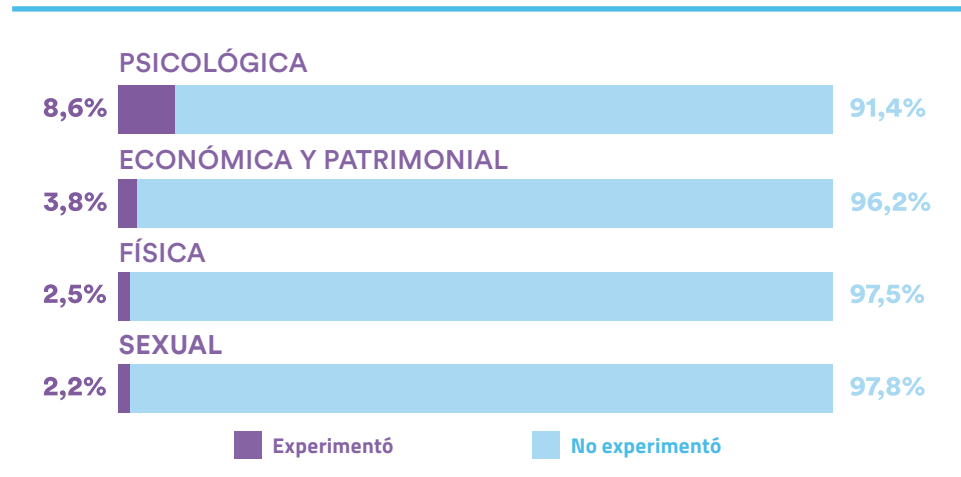 PSICOLÓGICA
8,6% 91,4%
ECONÓMICA Y PATRIMONIAL
3,8% 96,2%
FÍSICA
2,5% 97,5%
SEXUAL
2,2% 97,8%
Experimentó No experimentó